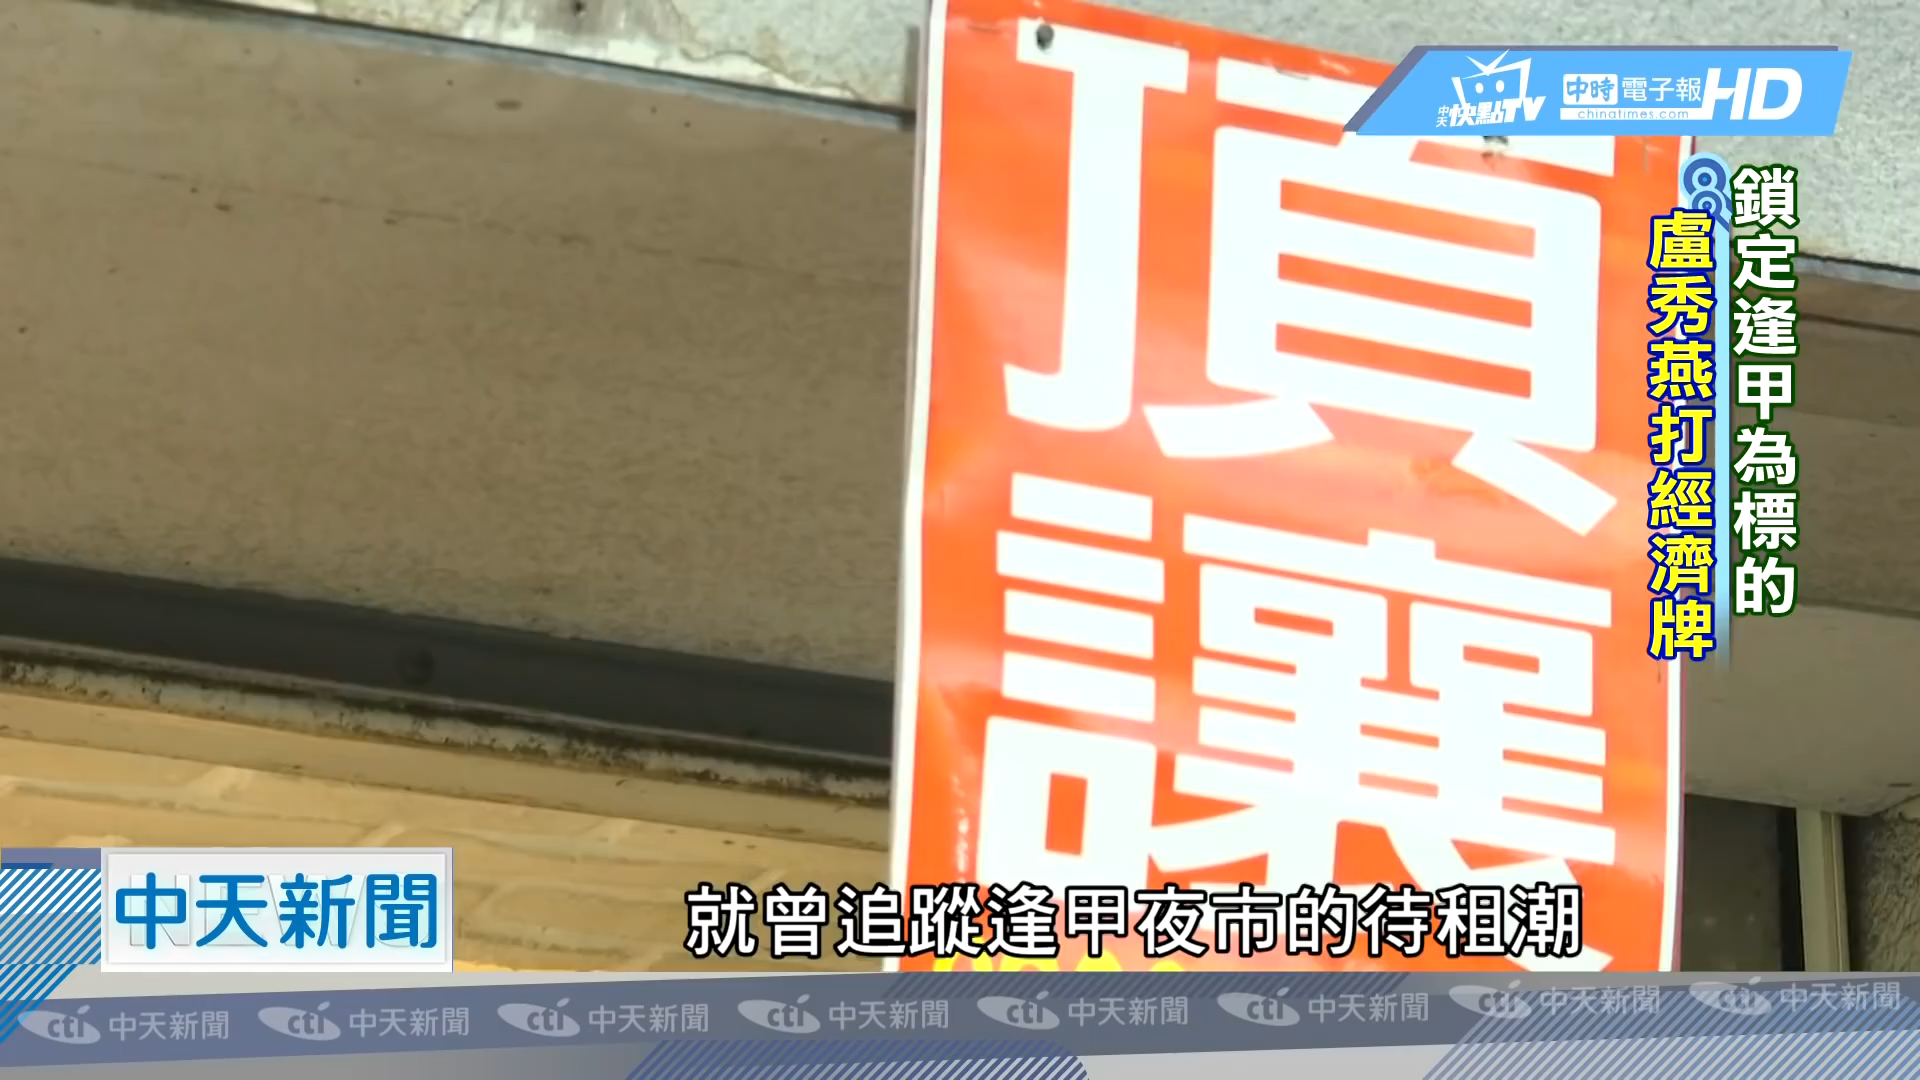 中天快點TV 中時電子報 HD
chinatimes.com
鎖定逢甲為標的
盧秀燕打經濟牌
頂讓
就曾追蹤逢甲夜市的待租潮
中天新聞
NEWS
cti 中天新聞 cti 中天新聞 cti 中天新聞 cti 中天新聞 cti 中天新聞 cti 中天新聞 cti 中天新聞 cti 中天新聞